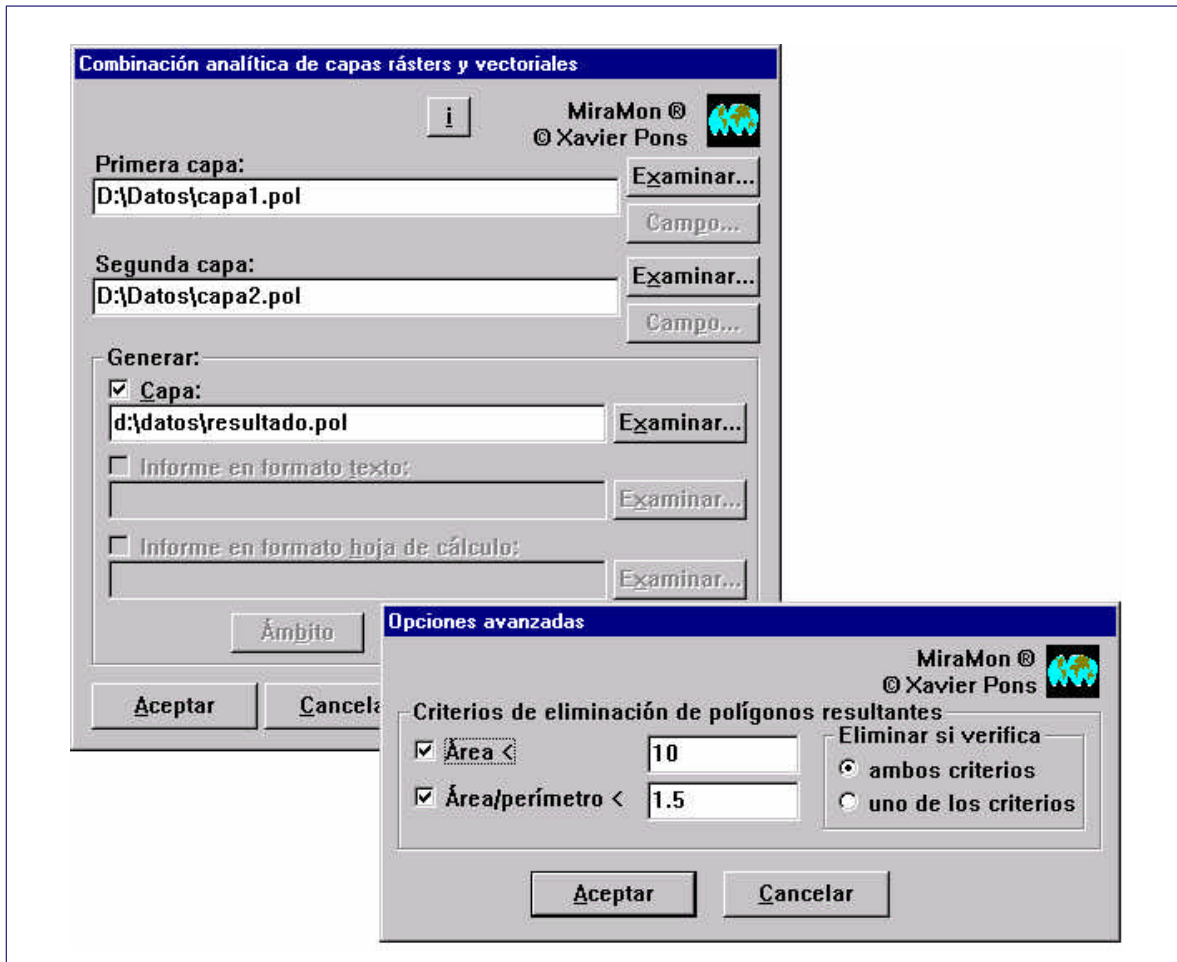 Combinación analítica de capas rásters y vectoriales
i
MiraMon ®
© Xavier Pons
Primera capa:
D:\Datos\capa1.pol
Examinar...
Campo...
Segunda capa:
D:\Datos\capa2.pol
Examinar...
Campo...
Generar:
Capa:
d:\datos\resultado.pol
Examinar...
Informe en formato texto:
Examinar...
Informe en formato hoja de cálculo:
Examinar...
Ámbito
Aceptar
Cancela
Opciones avanzadas
MiraMon ®
© Xavier Pons
Criterios de eliminación de polígonos resultantes
Área <
10
Área/perímetro <
1.5
Eliminar si verifica
ambos criterios
uno de los criterios
Aceptar
Cancelar